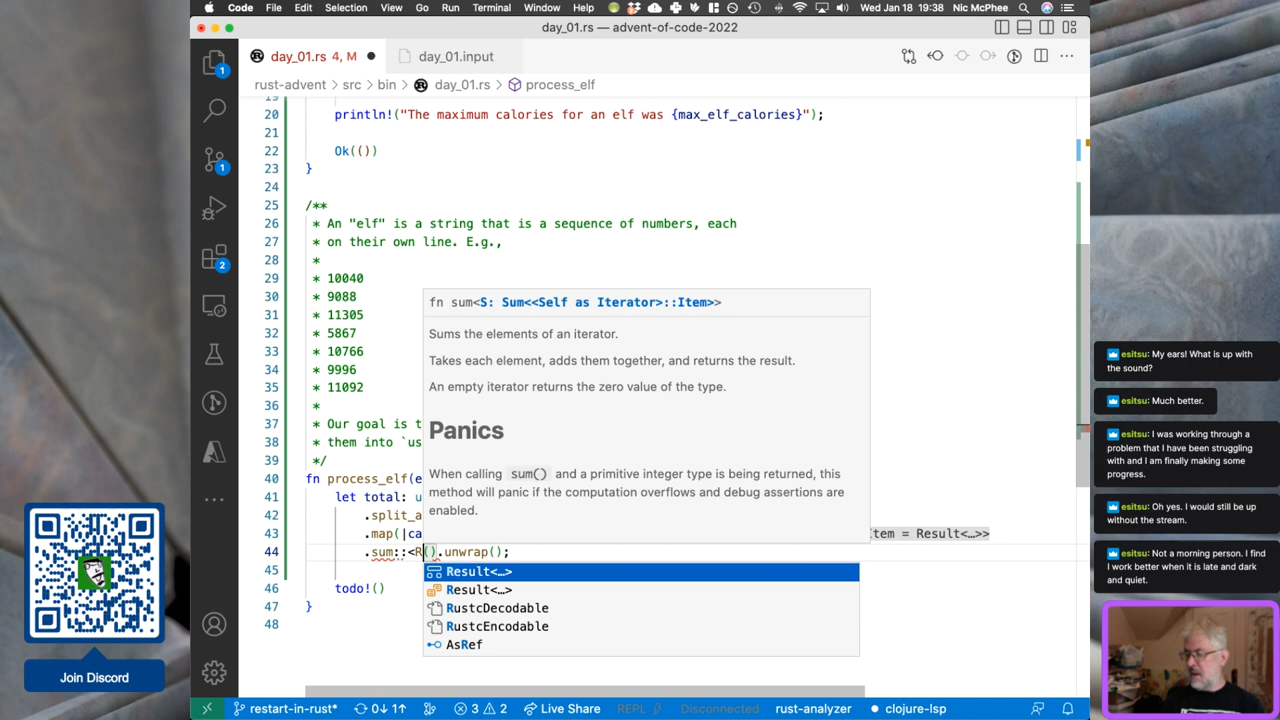 Code File Edit Selection View Go Run Terminal Window Help Wed Jan 18 19:38 Nic McPhee
day_01.rs — advent-of-code-2022
day_01.rs 4, M
day_01.input
rust-advent > src > bin > day_01.rs > process_elf
19
20 println!("The maximum calories for an elf was {max_elf_calories}");
21
22 Ok(())
23 }
24
25 /**
26 * An "elf" is a string that is a sequence of numbers, each
27 * on their own line. E.g.,
28 *
29 * 10040
30 * 9088
31 * 11305
32 * 5867
33 * 10766
34 * 9996
35 * 11092
36 *
37 * Our goal is t
38 * them into `us
39 */
40 fn process_elf(e
41 let total: u
42 .split_a
43 .map(|ca
44 .sum::<R().unwrap();
45
46 todo!()
47 }
48
fn sum<S: Sum<<Self as Iterator>::Item>>
Sums the elements of an iterator.
Takes each element, adds them together, and returns the result.
An empty iterator returns the zero value of the type.
Panics
When calling sum() and a primitive integer type is being returned, this
method will panic if the computation overflows and debug assertions are
enabled.
Item = Result<…>>
Result<…>
Result<…>
RustcDecodable
RustcEncodable
AsRef
1
1
2
restart-in-rust* 0↓ 1↑ 3 2 Live Share REPL Disconnected rust-analyzer clojure-lsp
Join Discord
esitsu: My ears! What is up with
the sound?
esitsu: Much better.
esitsu: I was working through a
problem that I have been struggling
with and I am finally making some
progress.
esitsu: Oh yes. I would still be up
without the stream.
esitsu: Not a morning person. I find
I work better when it is late and dark
and quiet.